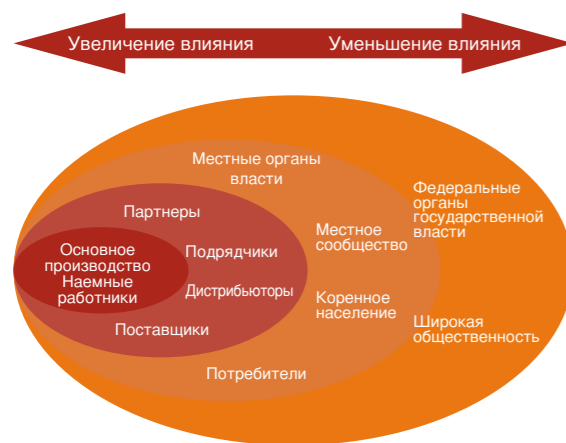 Увеличение влияния
Уменьшение влияния
Местные органы
власти
Федеральные
органы
государственной
власти
Партнеры
Местное
сообщество
Основное
производство
Наемные
работники
Подрядчики
Дистрибьюторы
Коренное
население
Поставщики
Широкая
общественность
Потребители